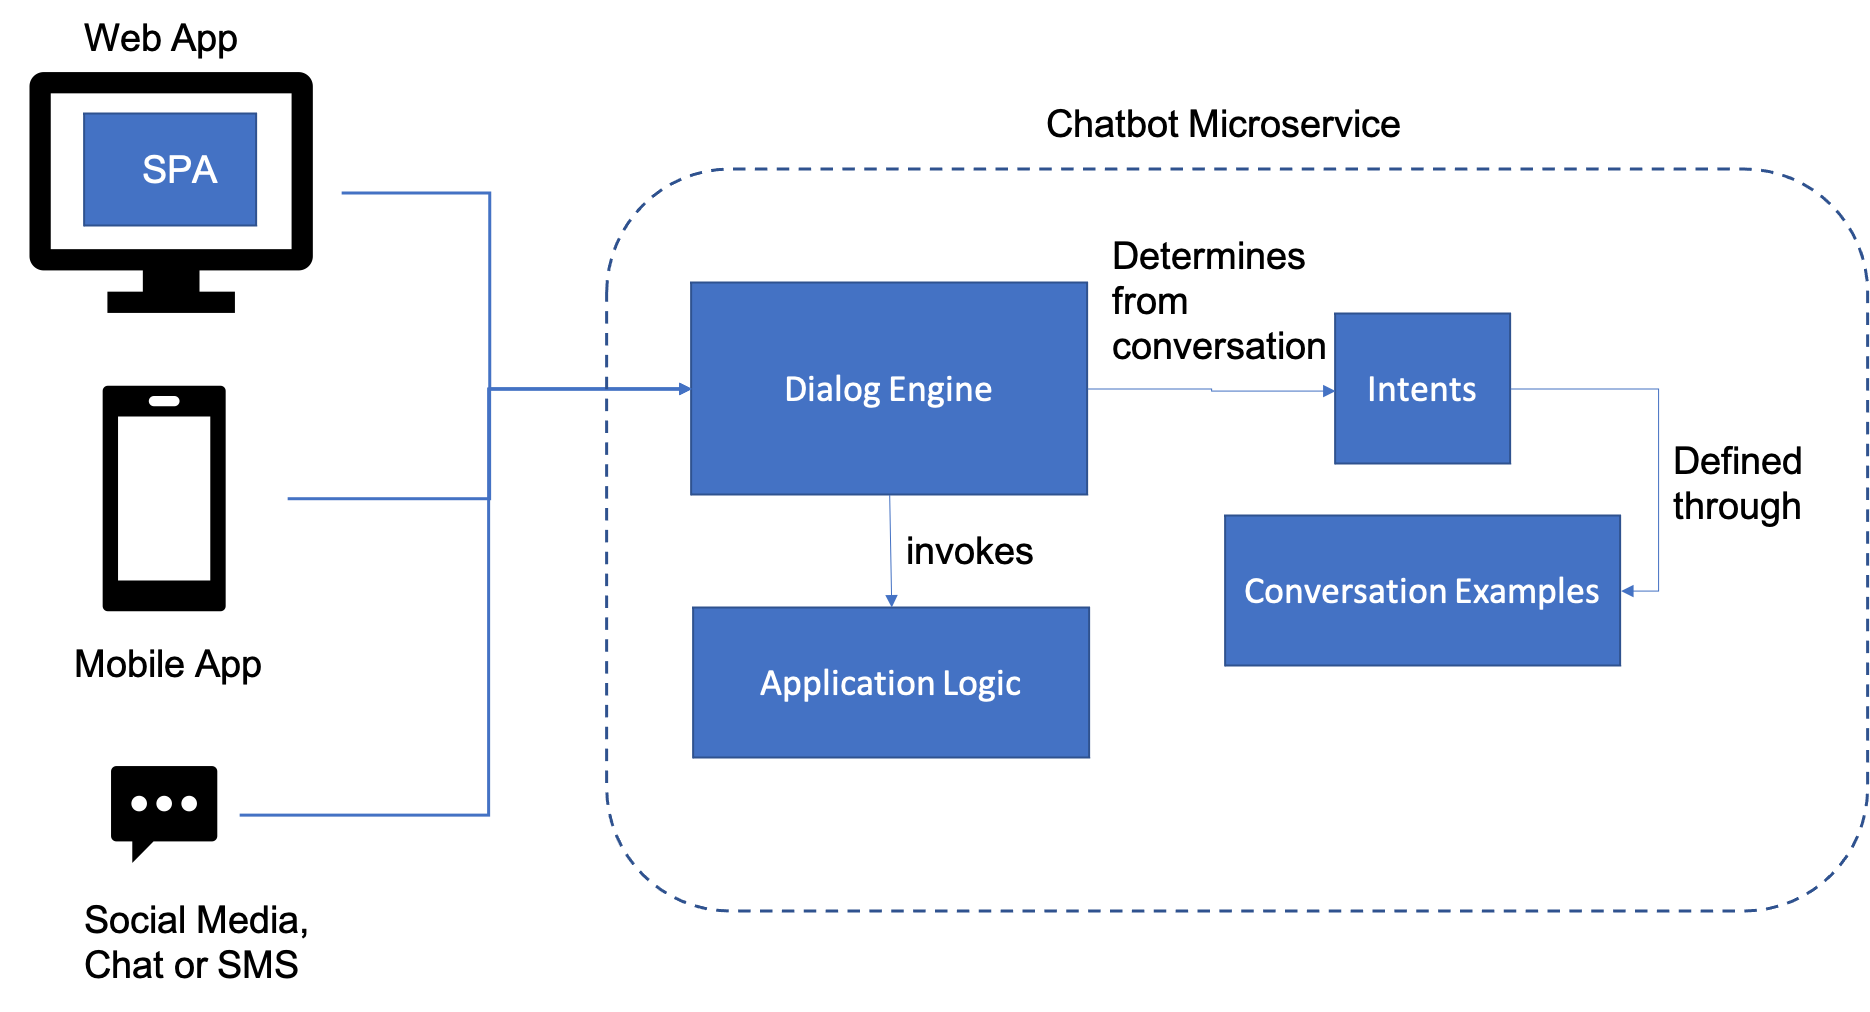 Web App
SPA
Chatbot Microservice
Determines
from
conversation
Dialog Engine
Intents
Defined
through
invokes
Conversation Examples
Mobile App
Application Logic
Social Media,
Chat or SMS